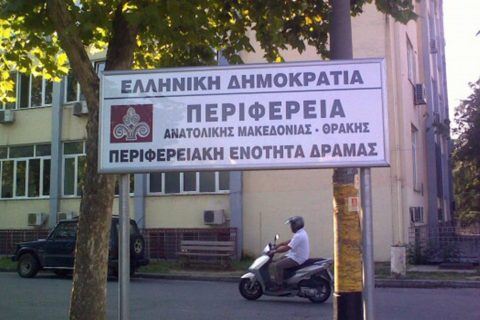 ΕΛΛΗΝΙΚΗ ΔΗΜΟΚΡΑΤΙΑ
ΠΕΡΙΦΕΡΕΙΑ
ΑΝΑΤΟΛΙΚΗΣ ΜΑΚΕΔΟΝΙΑΣ - ΘΡΑΚΗΣ
ΠΕΡΙΦΕΡΕΙΑΚΗ ΕΝΟΤΗΤΑ ΔΡΑΜΑΣ